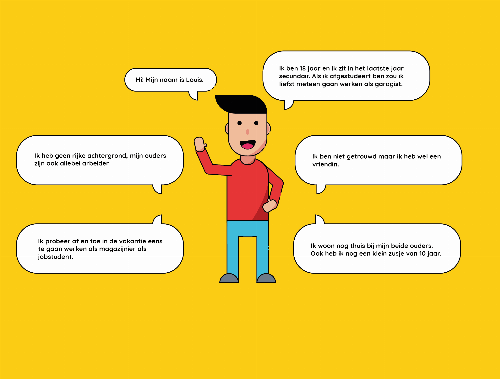 Hi! Mijn naam is Louis.
Ik ben 18 jaar en ik zit in het laatste jaar
secundair. Als ik afgestudeerd ben zou ik
liefst meteen gaan werken als garagist.
Ik heb geen rijke achtergrond, mijn ouders
zijn ook allebei arbeider.
Ik ben niet getrouwd maar ik heb wel een
vriendin.
Ik probeer af en toe in de vakantie eens
te gaan werken als magazijnier als
jobstudent.
Ik woon nog thuis bij mijn beide ouders.
Ook heb ik nog een klein zusje van 10 jaar.